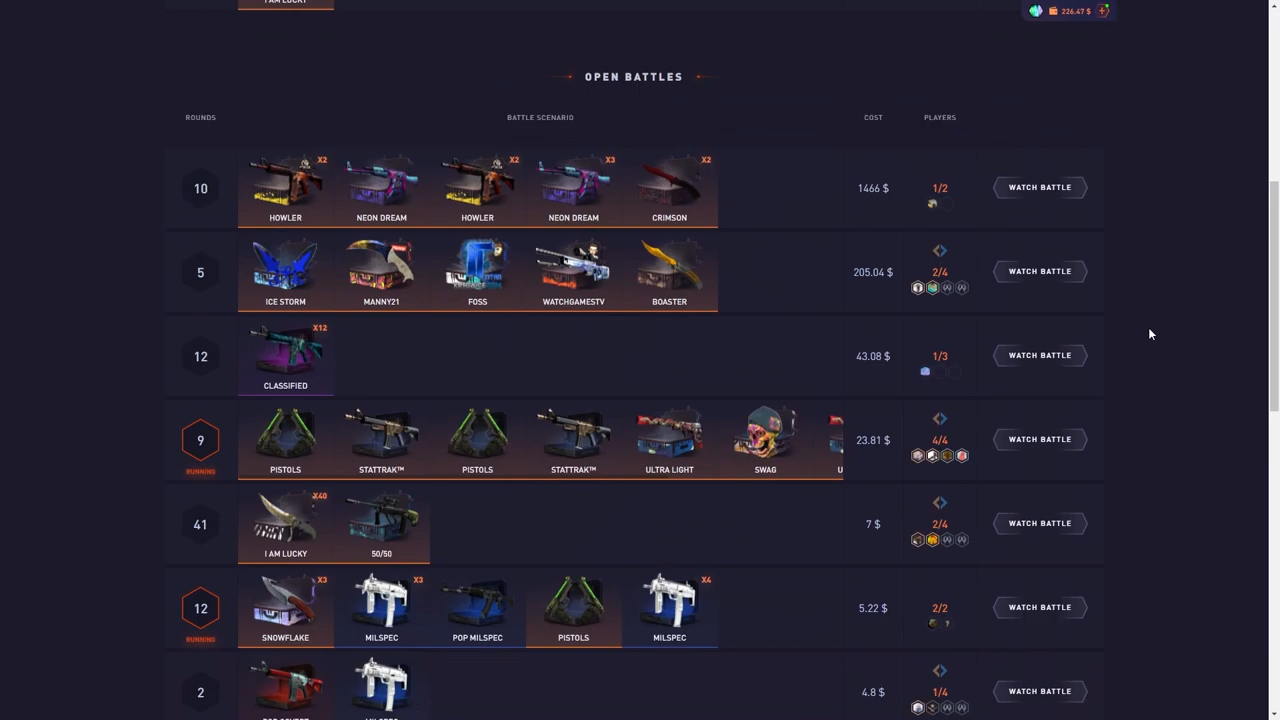 I AM LUCKY
226.47 $
OPEN BATTLES
ROUNDS BATTLE SCENARIO COST PLAYERS
10 X2 X2 X3 X2 1466 $ 1/2 WATCH BATTLE
HOWLER NEON DREAM HOWLER NEON DREAM CRIMSON
5 205.04 $ 2/4 WATCH BATTLE
ICE STORM MANNY21 FOSS WATCHGAMESTV BOASTER
12 X12 43.08 $ 1/3 WATCH BATTLE
CLASSIFIED
9 23.81 $ 4/4 WATCH BATTLE
RUNNING PISTOLS STATTRAK™ PISTOLS STATTRAK™ ULTRA LIGHT SWAG U
41 X40 7 $ 2/4 WATCH BATTLE
I AM LUCKY 50/50
12 X3 X3 X4 5.22 $ 2/2 WATCH BATTLE
RUNNING SNOWFLAKE MILSPEC POP MILSPEC PISTOLS MILSPEC
2 4.8 $ 1/4 WATCH BATTLE
POP COVERT MILSPEC